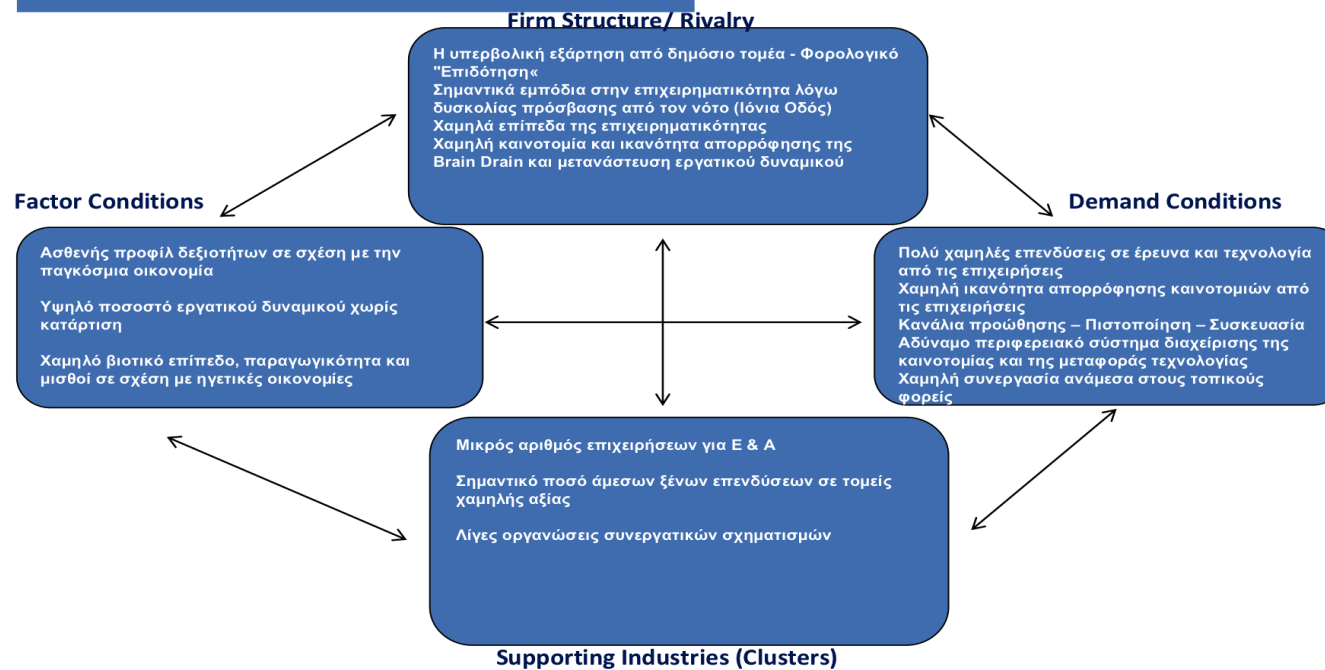 Firm Structure/ Rivalry
Η υπερβολική εξάρτηση από δημόσιο τομέα - Φορολογικό
"Επιδότηση«
Σημαντικά εμπόδια στην επιχειρηματικότητα λόγω
δυσκολίας πρόσβασης από τον νότο (Ιόνια Οδός)
Χαμηλά επίπεδα της επιχειρηματικότητας
Χαμηλή καινοτομία και ικανότητα απορρόφησης της
Brain Drain και μετανάστευση εργατικού δυναμικού
Factor Conditions
Ασθενής προφίλ δεξιοτήτων σε σχέση με την
παγκόσμια οικονομία
Υψηλό ποσοστό εργατικού δυναμικού χωρίς
κατάρτιση
Χαμηλό βιοτικό επίπεδο, παραγωγικότητα και
μισθοί σε σχέση με ηγετικές οικονομίες
Demand Conditions
Πολύ χαμηλές επενδύσεις σε έρευνα και τεχνολογία
από τις επιχειρήσεις
Χαμηλή ικανότητα απορρόφησης καινοτομιών από
τις επιχειρήσεις
Κανάλια προώθησης – Πιστοποίηση – Συσκευασία
Αδύναμο περιφερειακό σύστημα διαχείρισης της
καινοτομίας και της μεταφοράς τεχνολογίας
Χαμηλή συνεργασία ανάμεσα στους τοπικούς
φορείς
Μικρός αριθμός επιχειρήσεων για Ε & Α
Σημαντικό ποσό άμεσων ξένων επενδύσεων σε τομείς
χαμηλής αξίας
Λίγες οργανώσεις συνεργατικών σχηματισμών
Supporting Industries (Clusters)